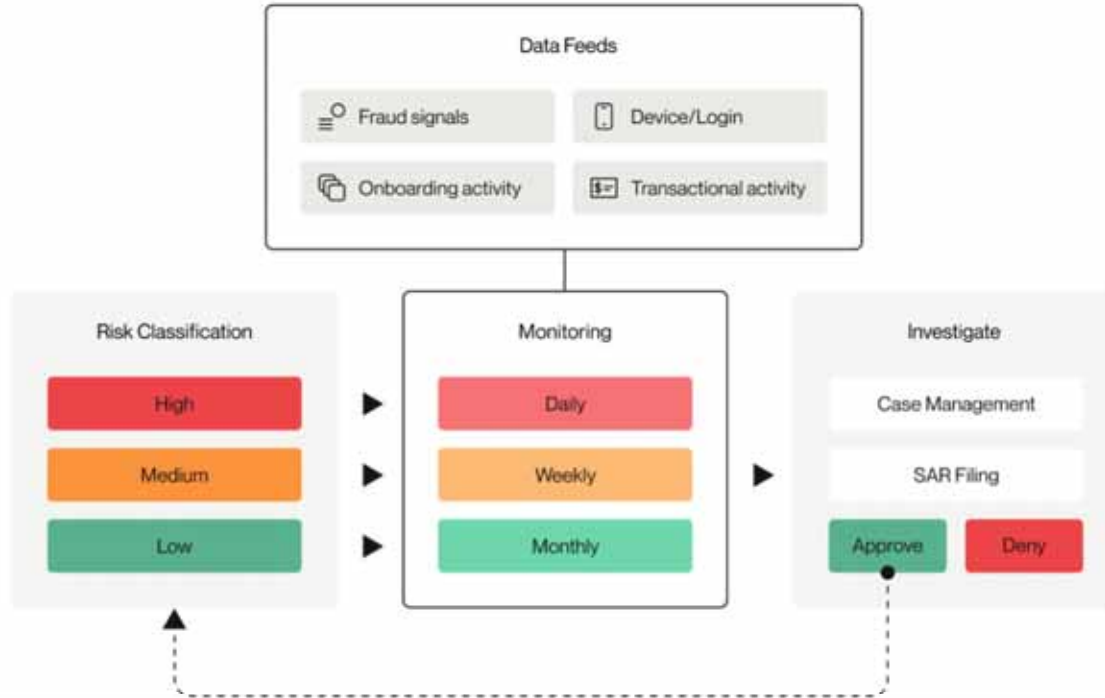 Data Feeds
Fraud signals
Device/Login
Onboarding activity
Transactional activity
Risk Classification
High
Medium
Low
Monitoring
Daily
Weekly
Monthly
Investigate
Case Management
SAR Filing
Approve
Deny